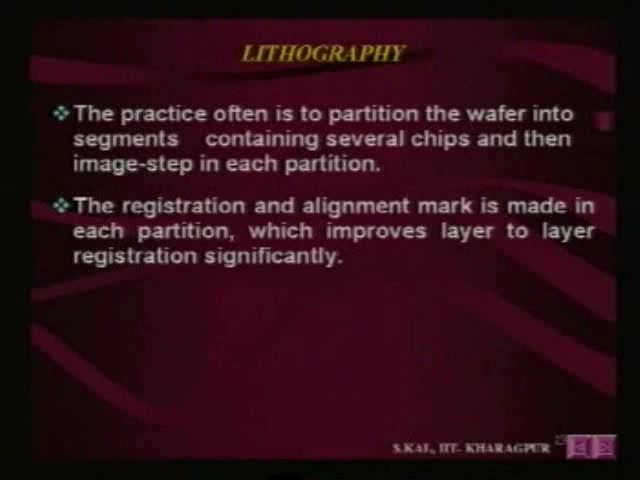 LITHOGRAPHY
The practice often is to partition the wafer into
segments containing several chips and then
image-step in each partition.
The registration and alignment mark is made in
each partition, which improves layer to layer
registration significantly.
S.KAL, IIT- KHARAGPUR